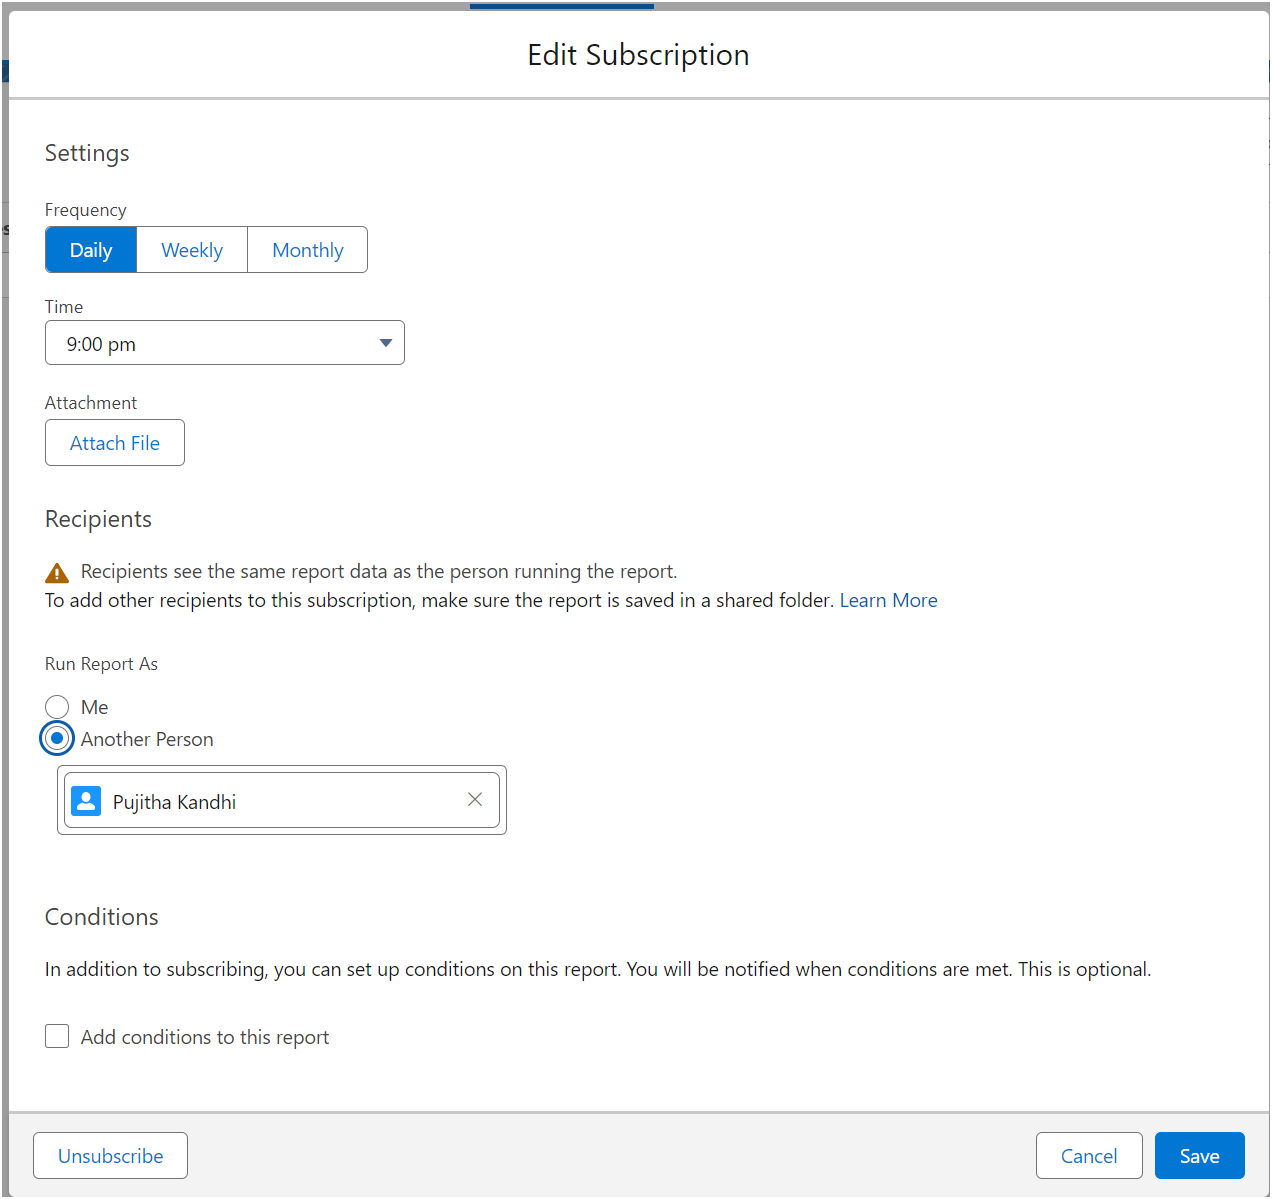 Edit Subscription
Settings
Frequency
Daily Weekly Monthly
Time
9:00 pm
Attachment
Attach File
Recipients
Recipients see the same report data as the person running the report.
To add other recipients to this subscription, make sure the report is saved in a shared folder. Learn More
Run Report As
Me
Another Person
Pujitha Kandhi
Conditions
In addition to subscribing, you can set up conditions on this report. You will be notified when conditions are met. This is optional.
Add conditions to this report
Unsubscribe Cancel Save